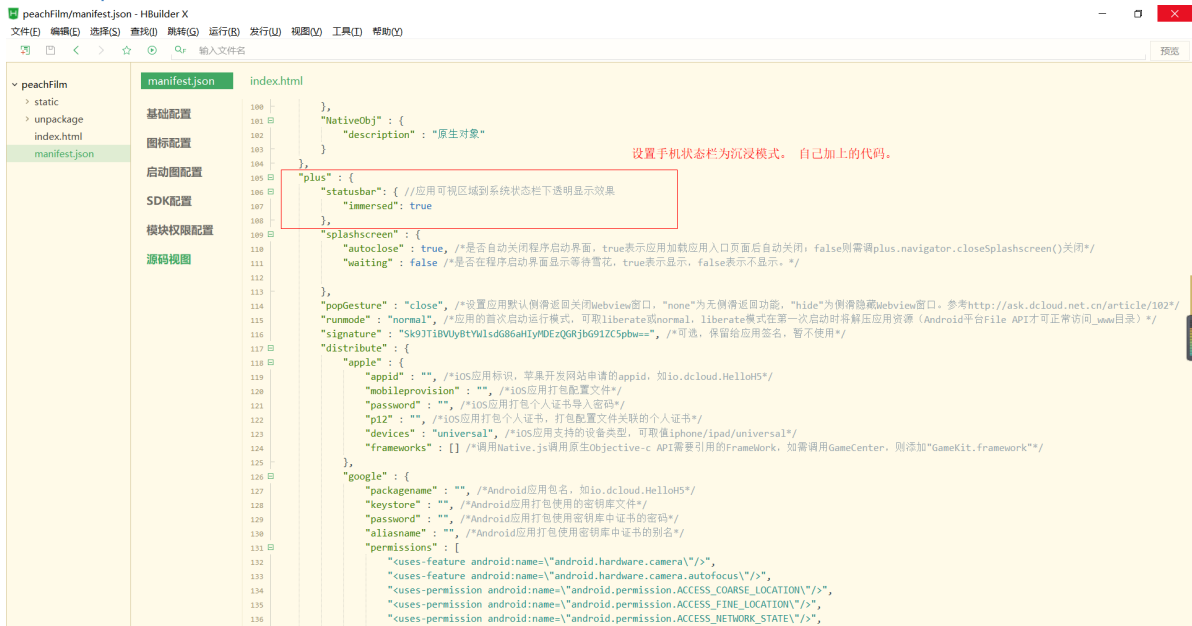 peachFilm/manifest.json - HBuilder X
文件(F) 编辑(E) 选择(S) 查找(I) 跳转(G) 运行(R) 发行(U) 视图(V) 工具(T) 帮助(Y)
输入文件名
预览
peachFilm
static
unpackage
index.html
manifest.json
manifest.json index.html
基础配置
图标配置
启动图配置
SDK配置
模块权限配置
源码视图
设置手机状态栏为沉浸模式。 自己加上的代码。
100 },
101 "NativeObj" : {
102 "description" : "原生对象"
103 }
104 },
105 "plus" : {
106 "statusbar": { //应用可视区域到系统状态栏下透明显示效果
107 "immersed": true
108 },
109 "splashscreen" : {
110 "autoclose" : true, /*是否自动关闭程序启动界面，true表示应用加载应用入口页面后自动关闭；false则需调plus.navigator.closeSplashscreen()关闭*/
111 "waiting" : false /*是否在程序启动界面显示等待雪花，true表示显示，false表示不显示。*/
112
113 },
114 "popGesture" : "close", /*设置应用默认侧滑返回关闭Webview窗口，"none"为无侧滑返回功能，"hide"为侧滑隐藏Webview窗口。参考http://ask.dcloud.net.cn/article/102*/
115 "runmode" : "normal", /*应用的首次启动运行模式，可取liberate或normal，liberate模式在第一次启动时将解压应用资源（Android平台File API才可正常访问_www目录）*/
116 "signature" : "Sk9JTiBVUyBtYWlsdG86aHIyMDEzQGRjbG91ZC5pbw==", /*可选，保留给应用签名，暂不使用*/
117 "distribute" : {
118 "apple" : {
119 "appid" : "", /*iOS应用标识，苹果开发网站申请的appid，如io.dcloud.HelloH5*/
120 "mobileprovision" : "", /*iOS应用打包配置文件*/
121 "password" : "", /*iOS应用打包个人证书导入密码*/
122 "p12" : "", /*iOS应用打包个人证书，打包配置文件关联的个人证书*/
123 "devices" : "universal", /*iOS应用支持的设备类型，可取值iphone/ipad/universal*/
124 "frameworks" : [] /*调用Native.js调用原生Objective-c API需要引用的FrameWork，如需调用GameCenter，则添加"GameKit.framework"*/
125 },
126 "google" : {
127 "packagename" : "", /*Android应用包名，如io.dcloud.HelloH5*/
128 "keystore" : "", /*Android应用打包使用的密钥库文件*/
129 "password" : "", /*Android应用打包使用密钥库中证书的密码*/
130 "aliasname" : "", /*Android应用打包使用密钥库中证书的别名*/
131 "permissions" : [
132 "<uses-feature android:name=\"android.hardware.camera\"/>",
133 "<uses-feature android:name=\"android.hardware.camera.autofocus\"/>",
134 "<uses-permission android:name=\"android.permission.ACCESS_COARSE_LOCATION\"/>",
135 "<uses-permission android:name=\"android.permission.ACCESS_FINE_LOCATION\"/>",
136 "<uses-permission android:name=\"android.permission.ACCESS_NETWORK_STATE\"/>",